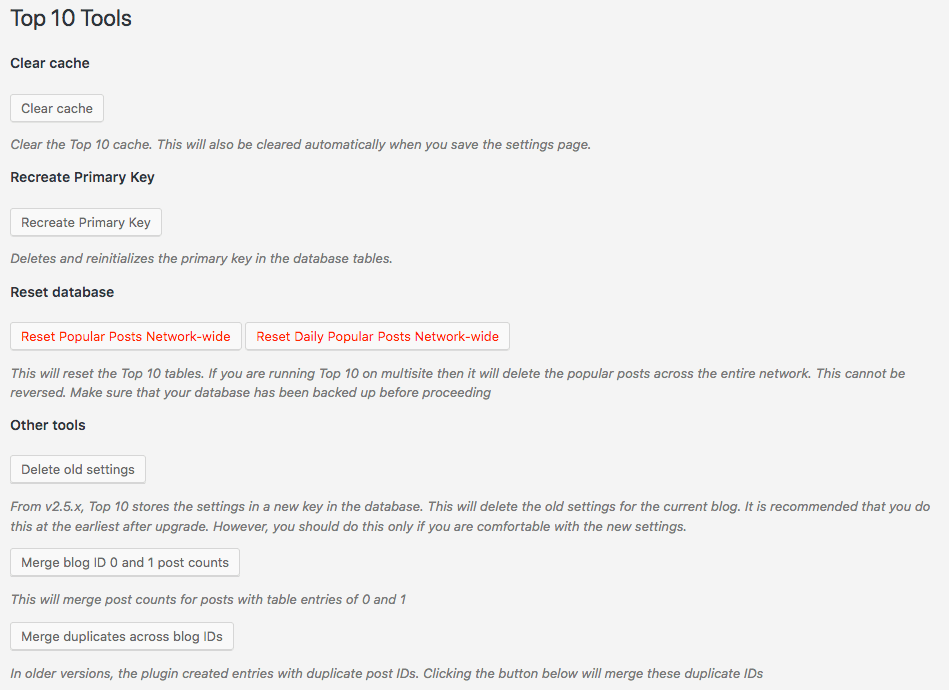 Top 10 Tools
Clear cache
Clear cache
Clear the Top 10 cache. This will also be cleared automatically when you save the settings page.
Recreate Primary Key
Recreate Primary Key
Deletes and reinitializes the primary key in the database tables.
Reset database
Reset Popular Posts Network-wide Reset Daily Popular Posts Network-wide
This will reset the Top 10 tables. If you are running Top 10 on multisite then it will delete the popular posts across the entire network. This cannot be
reversed. Make sure that your database has been backed up before proceeding
Other tools
Delete old settings
From v2.5.x, Top 10 stores the settings in a new key in the database. This will delete the old settings for the current blog. It is recommended that you do
this at the earliest after upgrade. However, you should do this only if you are comfortable with the new settings.
Merge blog ID 0 and 1 post counts
This will merge post counts for posts with table entries of 0 and 1
Merge duplicates across blog IDs
In older versions, the plugin created entries with duplicate post IDs. Clicking the button below will merge these duplicate IDs